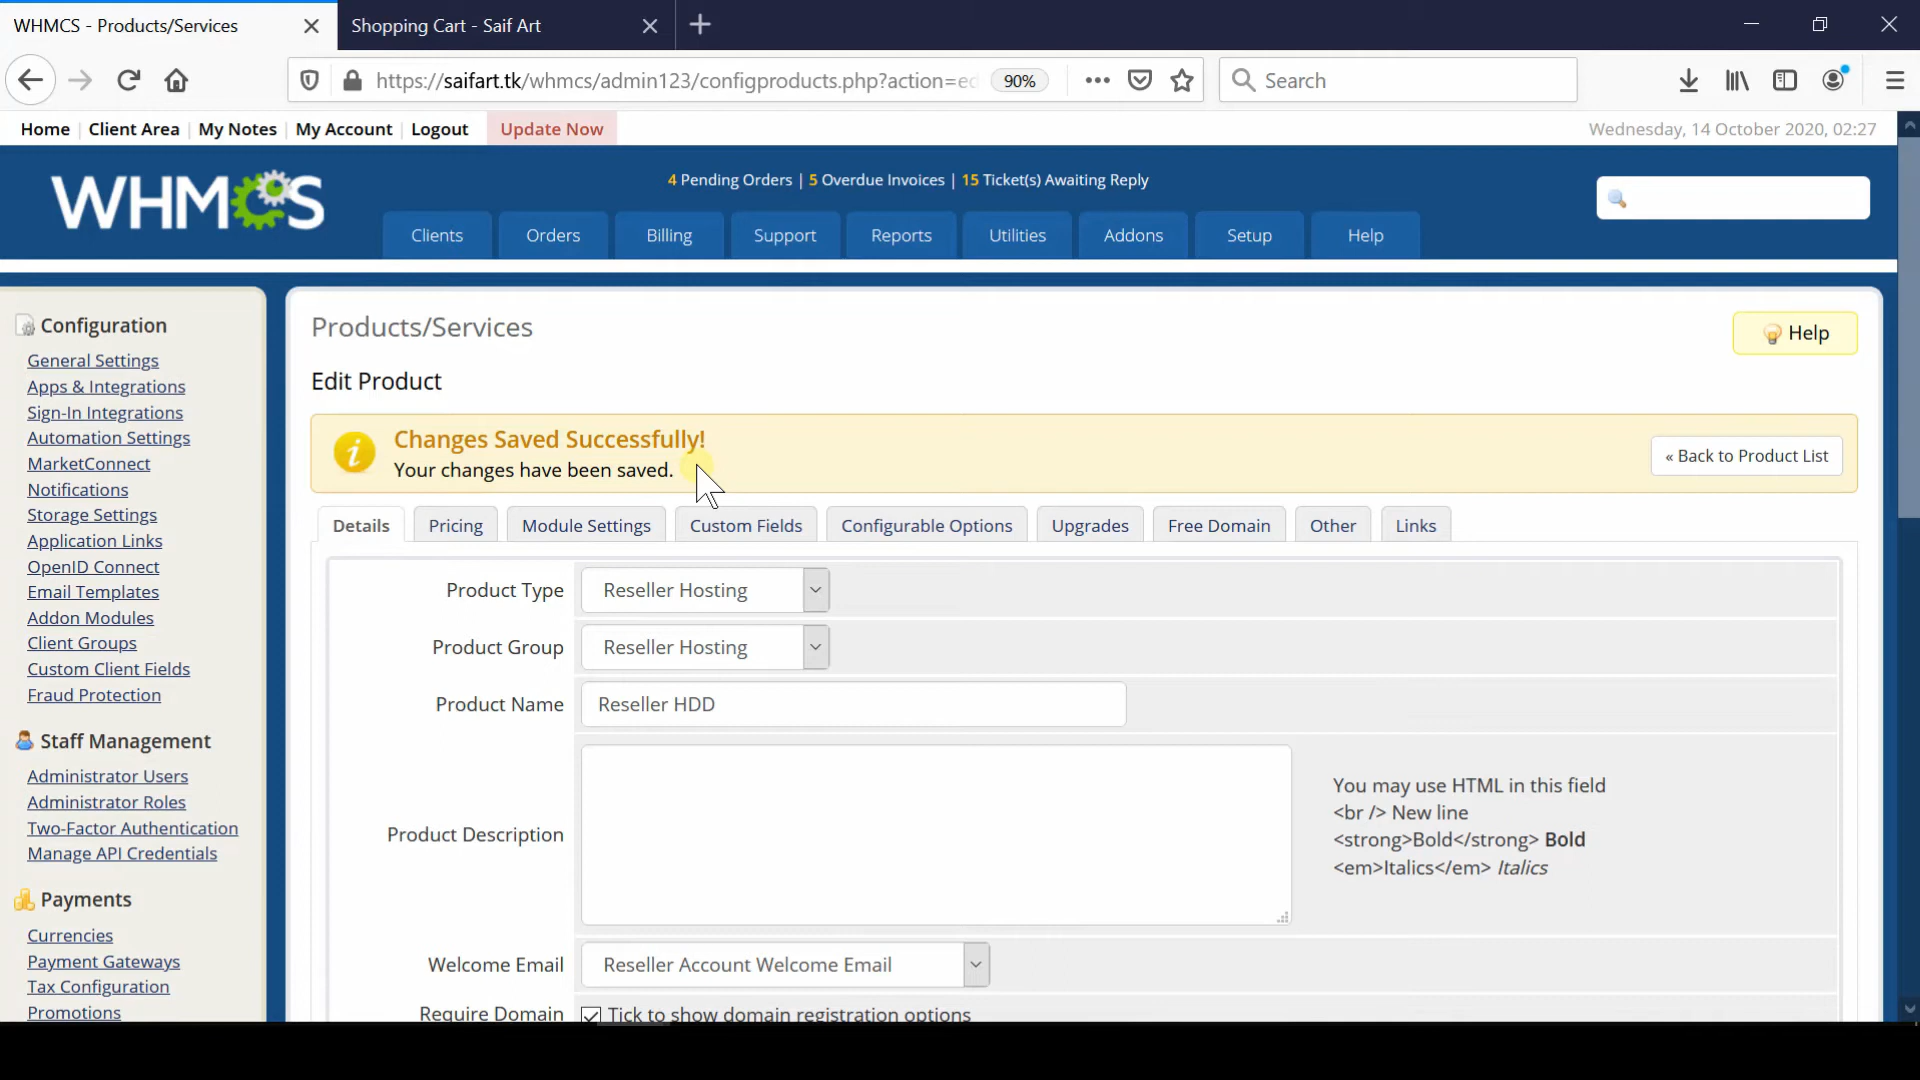 WHMCS - Products/Services
Shopping Cart - Saif Art
https://saifart.tk/whmcs/admin123/configproducts.php?action=ed
90%
Search
Home
Client Area
My Notes
My Account
Logout
Update Now
Wednesday, 14 October 2020, 02:27
WHMCS
4 Pending Orders | 5 Overdue Invoices | 15 Ticket(s) Awaiting Reply
Clients
Orders
Billing
Support
Reports
Utilities
Addons
Setup
Help
Configuration
General Settings
Apps & Integrations
Sign-In Integrations
Automation Settings
MarketConnect
Notifications
Storage Settings
Application Links
OpenID Connect
Email Templates
Addon Modules
Client Groups
Custom Client Fields
Fraud Protection
Staff Management
Administrator Users
Administrator Roles
Two-Factor Authentication
Manage API Credentials
Payments
Currencies
Payment Gateways
Tax Configuration
Promotions
Products/Services
Help
Edit Product
Changes Saved Successfully!
Your changes have been saved.
« Back to Product List
Details
Pricing
Module Settings
Custom Fields
Configurable Options
Upgrades
Free Domain
Other
Links
Product Type
Reseller Hosting
Product Group
Reseller Hosting
Product Name
Reseller HDD
Product Description
You may use HTML in this field
<br /> New line
<strong>Bold</strong> Bold
<em>Italics</em> Italics
Welcome Email
Reseller Account Welcome Email
Require Domain
Tick to show domain registration options